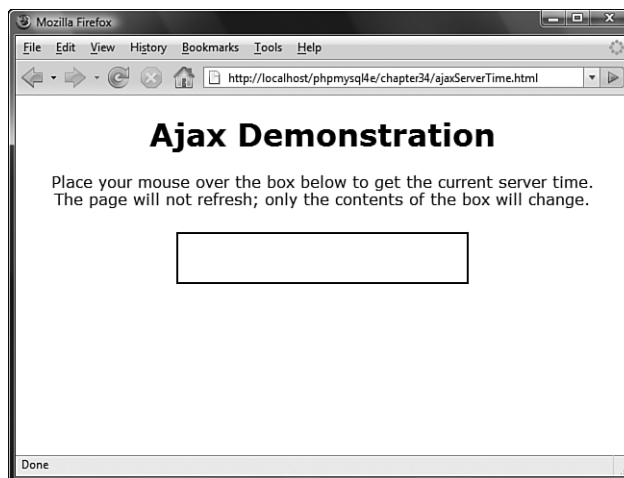 Mozilla Firefox
File Edit View History Bookmarks Tools Help
http://localhost/phpmysql4e/chapter34/ajaxServerTime.html
Ajax Demonstration
Place your mouse over the box below to get the current server time.
The page will not refresh; only the contents of the box will change.
Done